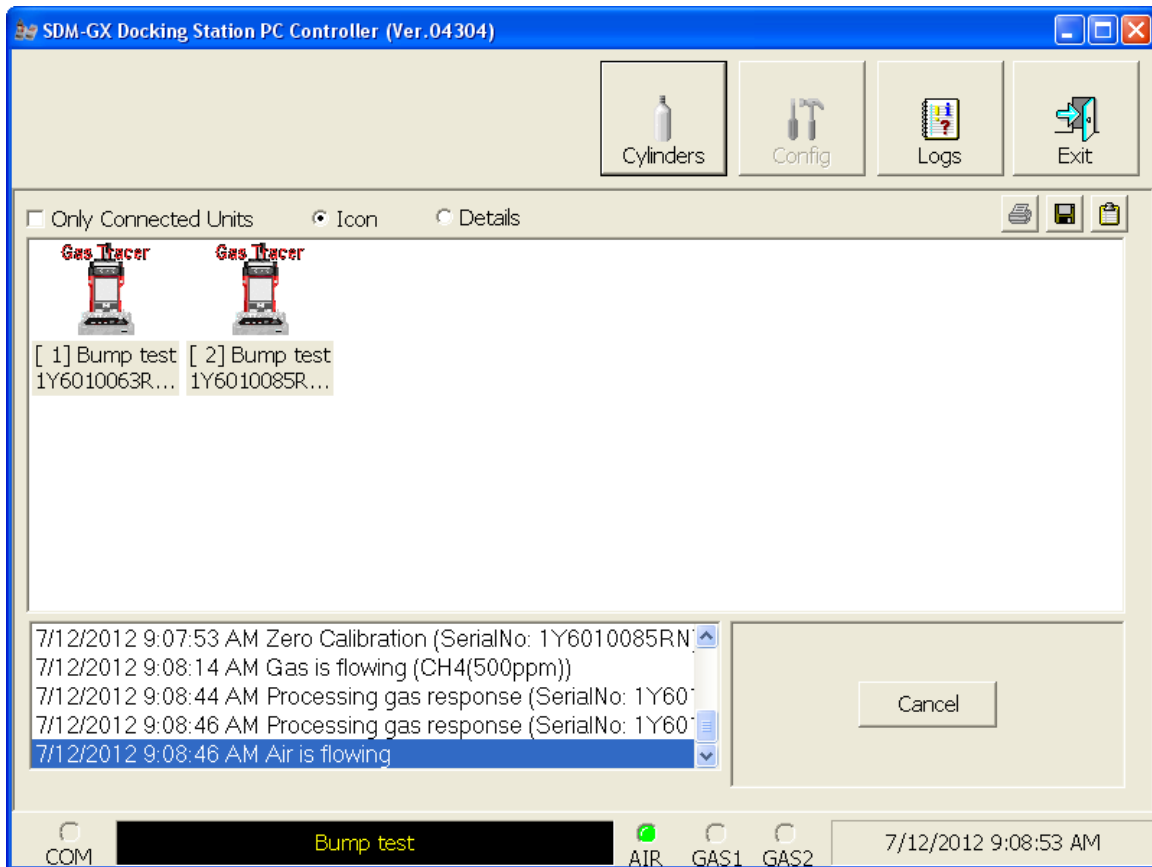 SDM-GX Docking Station PC Controller (Ver.04304)
Cylinders
Config
Logs
Exit
Only Connected Units
Icon
Details
Gas Tracer
Gas Tracer
[ 1] Bump test
1Y6010063R...
[ 2] Bump test
1Y6010085R...
7/12/2012 9:07:53 AM Zero Calibration (SerialNo: 1Y6010085RN)
7/12/2012 9:08:14 AM Gas is flowing (CH4(500ppm))
7/12/2012 9:08:44 AM Processing gas response (SerialNo: 1Y60
7/12/2012 9:08:46 AM Processing gas response (SerialNo: 1Y60
7/12/2012 9:08:46 AM Air is flowing
Cancel
COM
Bump test
AIR
GAS1
GAS2
7/12/2012 9:08:53 AM